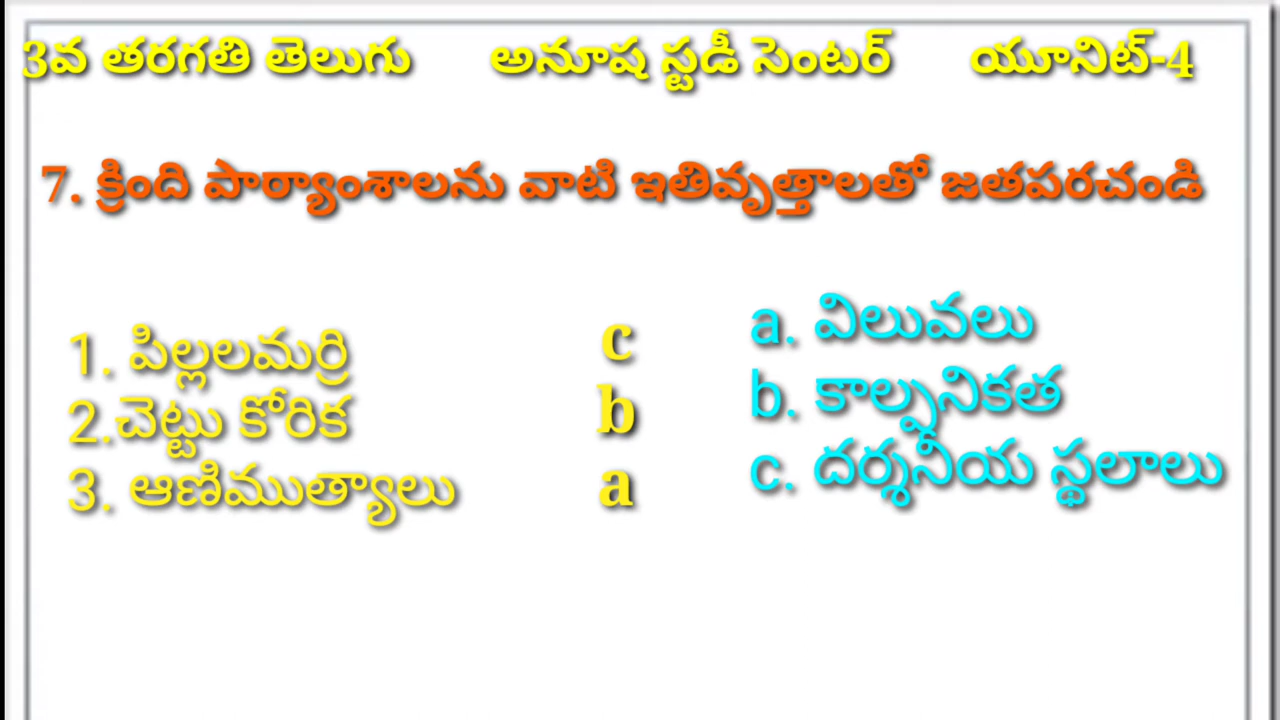 3వ తరగతి తెలుగు అనూష స్టడీ సెంటర్ యూనిట్-4
7. క్రింది పాఠ్యాంశాలను వాటి ఇతివృత్తాలతో జతపరచండి
1. పిల్లలమర్రి c a. విలువలు
2.చెట్టు కోరిక b b. కాల్పనికత
3. ఆణిముత్యాలు a c. దర్శనీయ స్థలాలు